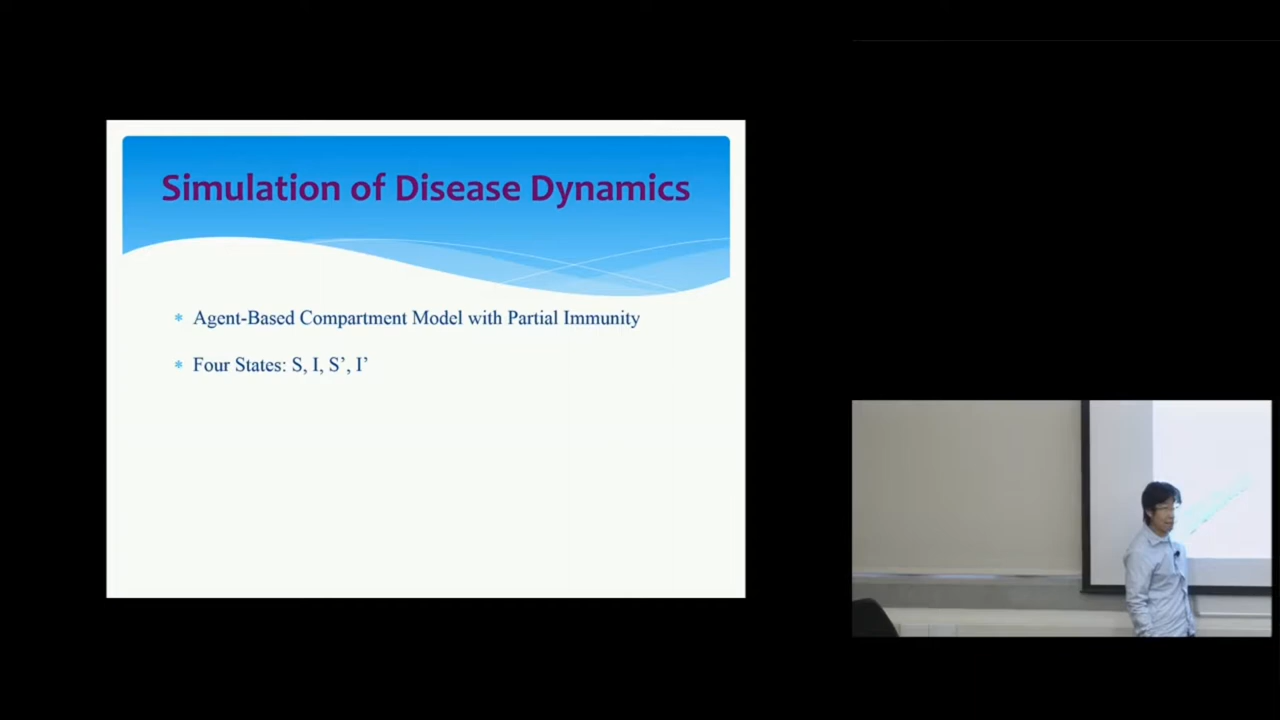 Simulation of Disease Dynamics
* Agent-Based Compartment Model with Partial Immunity
* Four States: S, I, S’, I’